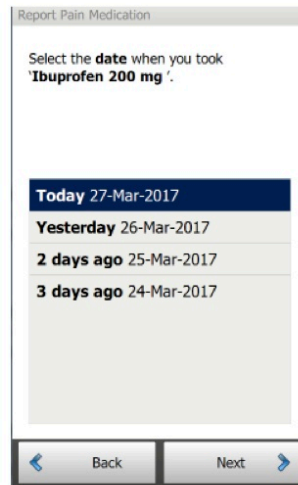 Report Pain Medication
Select the date when you took
‘Ibuprofen 200 mg ’.
Today 27-Mar-2017
Yesterday 26-Mar-2017
2 days ago 25-Mar-2017
3 days ago 24-Mar-2017
Back
Next